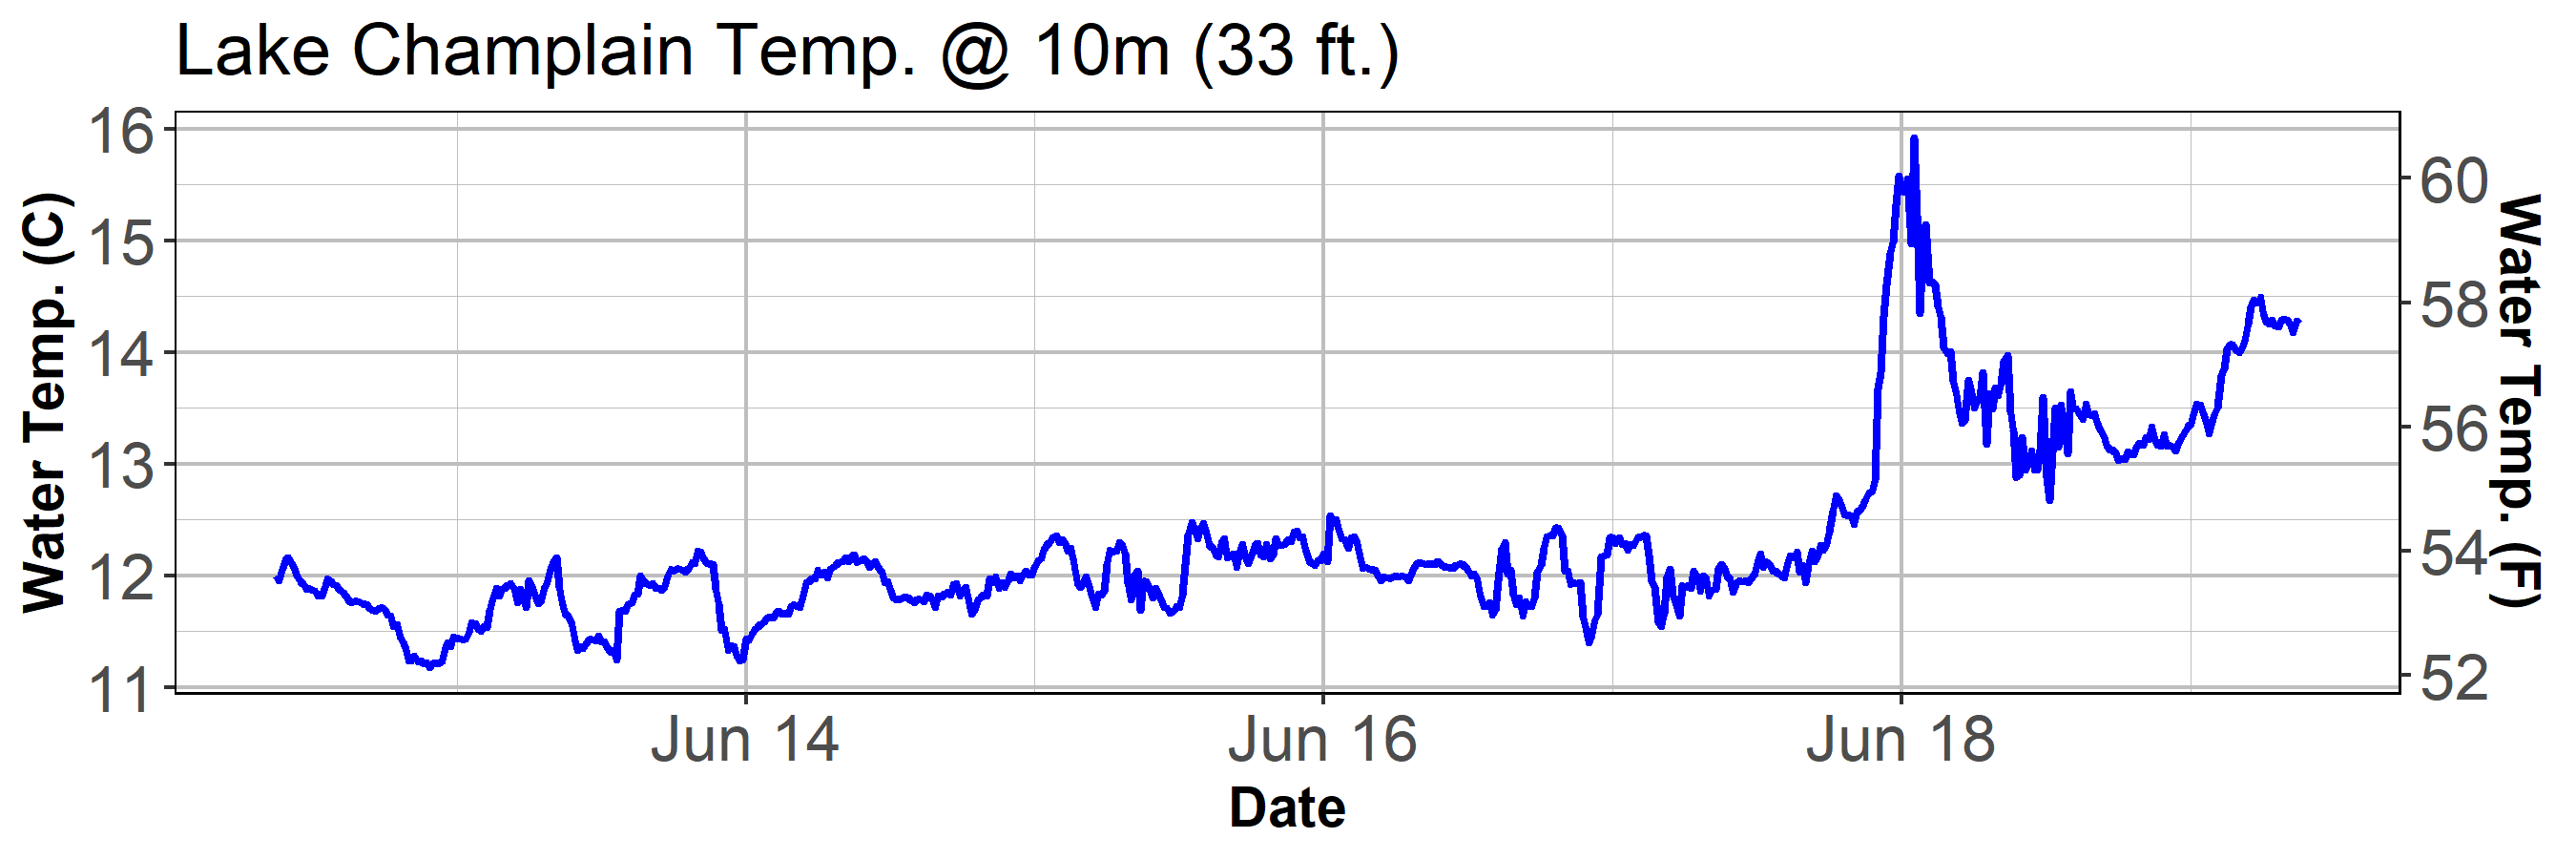 Lake Champlain Temp. @ 10m (33 ft.)
Water Temp. (C)
16
15
14
13
12
11
60
58
56
54
52
Water Temp. (F)
Jun 14 Jun 16 Jun 18
Date